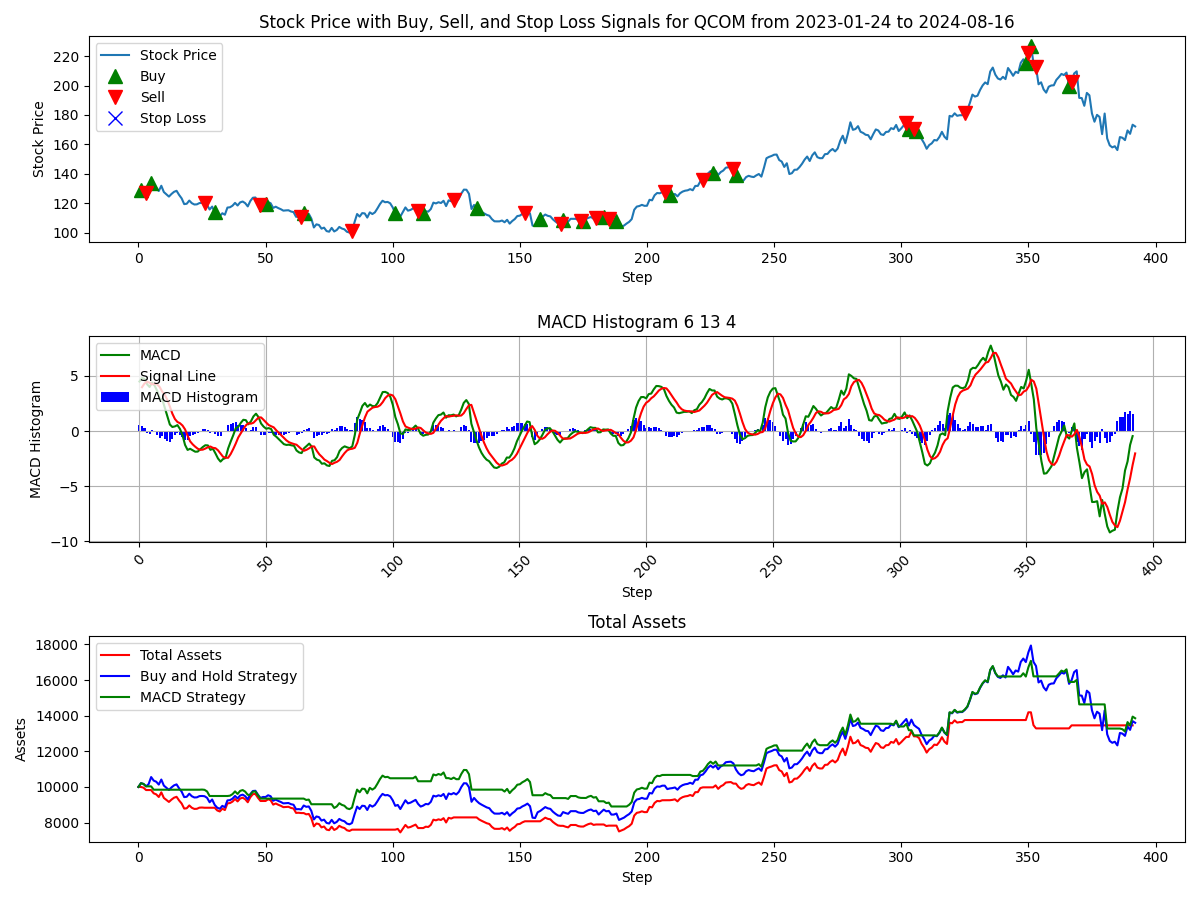 Stock Price with Buy, Sell, and Stop Loss Signals for QCOM from 2023-01-24 to 2024-08-16
Stock Price
Buy
Sell
Stop Loss
Stock Price
220
200
180
160
140
120
100
0 50 100 150 200 250 300 350 400
Step
MACD Histogram 6 13 4
MACD
Signal Line
MACD Histogram
MACD Histogram
5
0
−5
−10
0 50 100 150 200 250 300 350 400
Step
Total Assets
Total Assets
Buy and Hold Strategy
MACD Strategy
Assets
18000
16000
14000
12000
10000
8000
0 50 100 150 200 250 300 350 400
Step